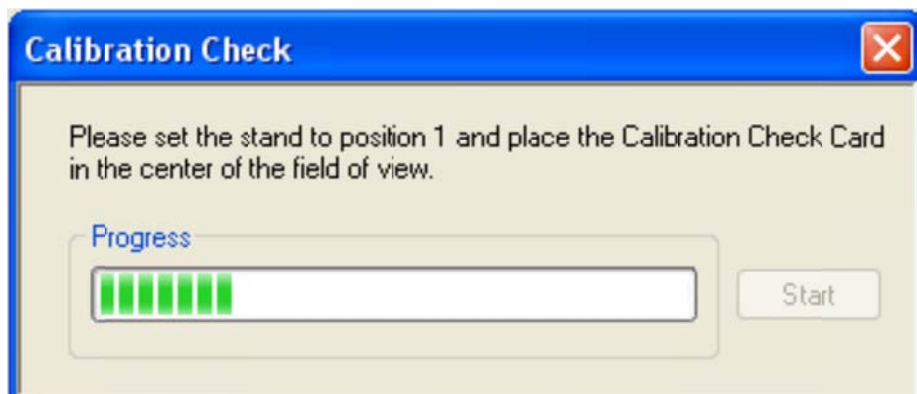 Calibration Check
Please set the stand to position 1 and place the Calibration Check Card
in the center of the field of view.
Progress
Start